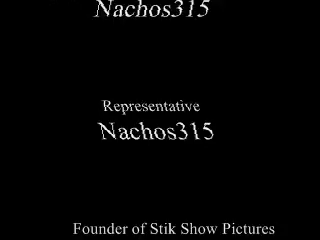 Nachos315
Representative
Nachos315
Founder of Stik Show Pictures